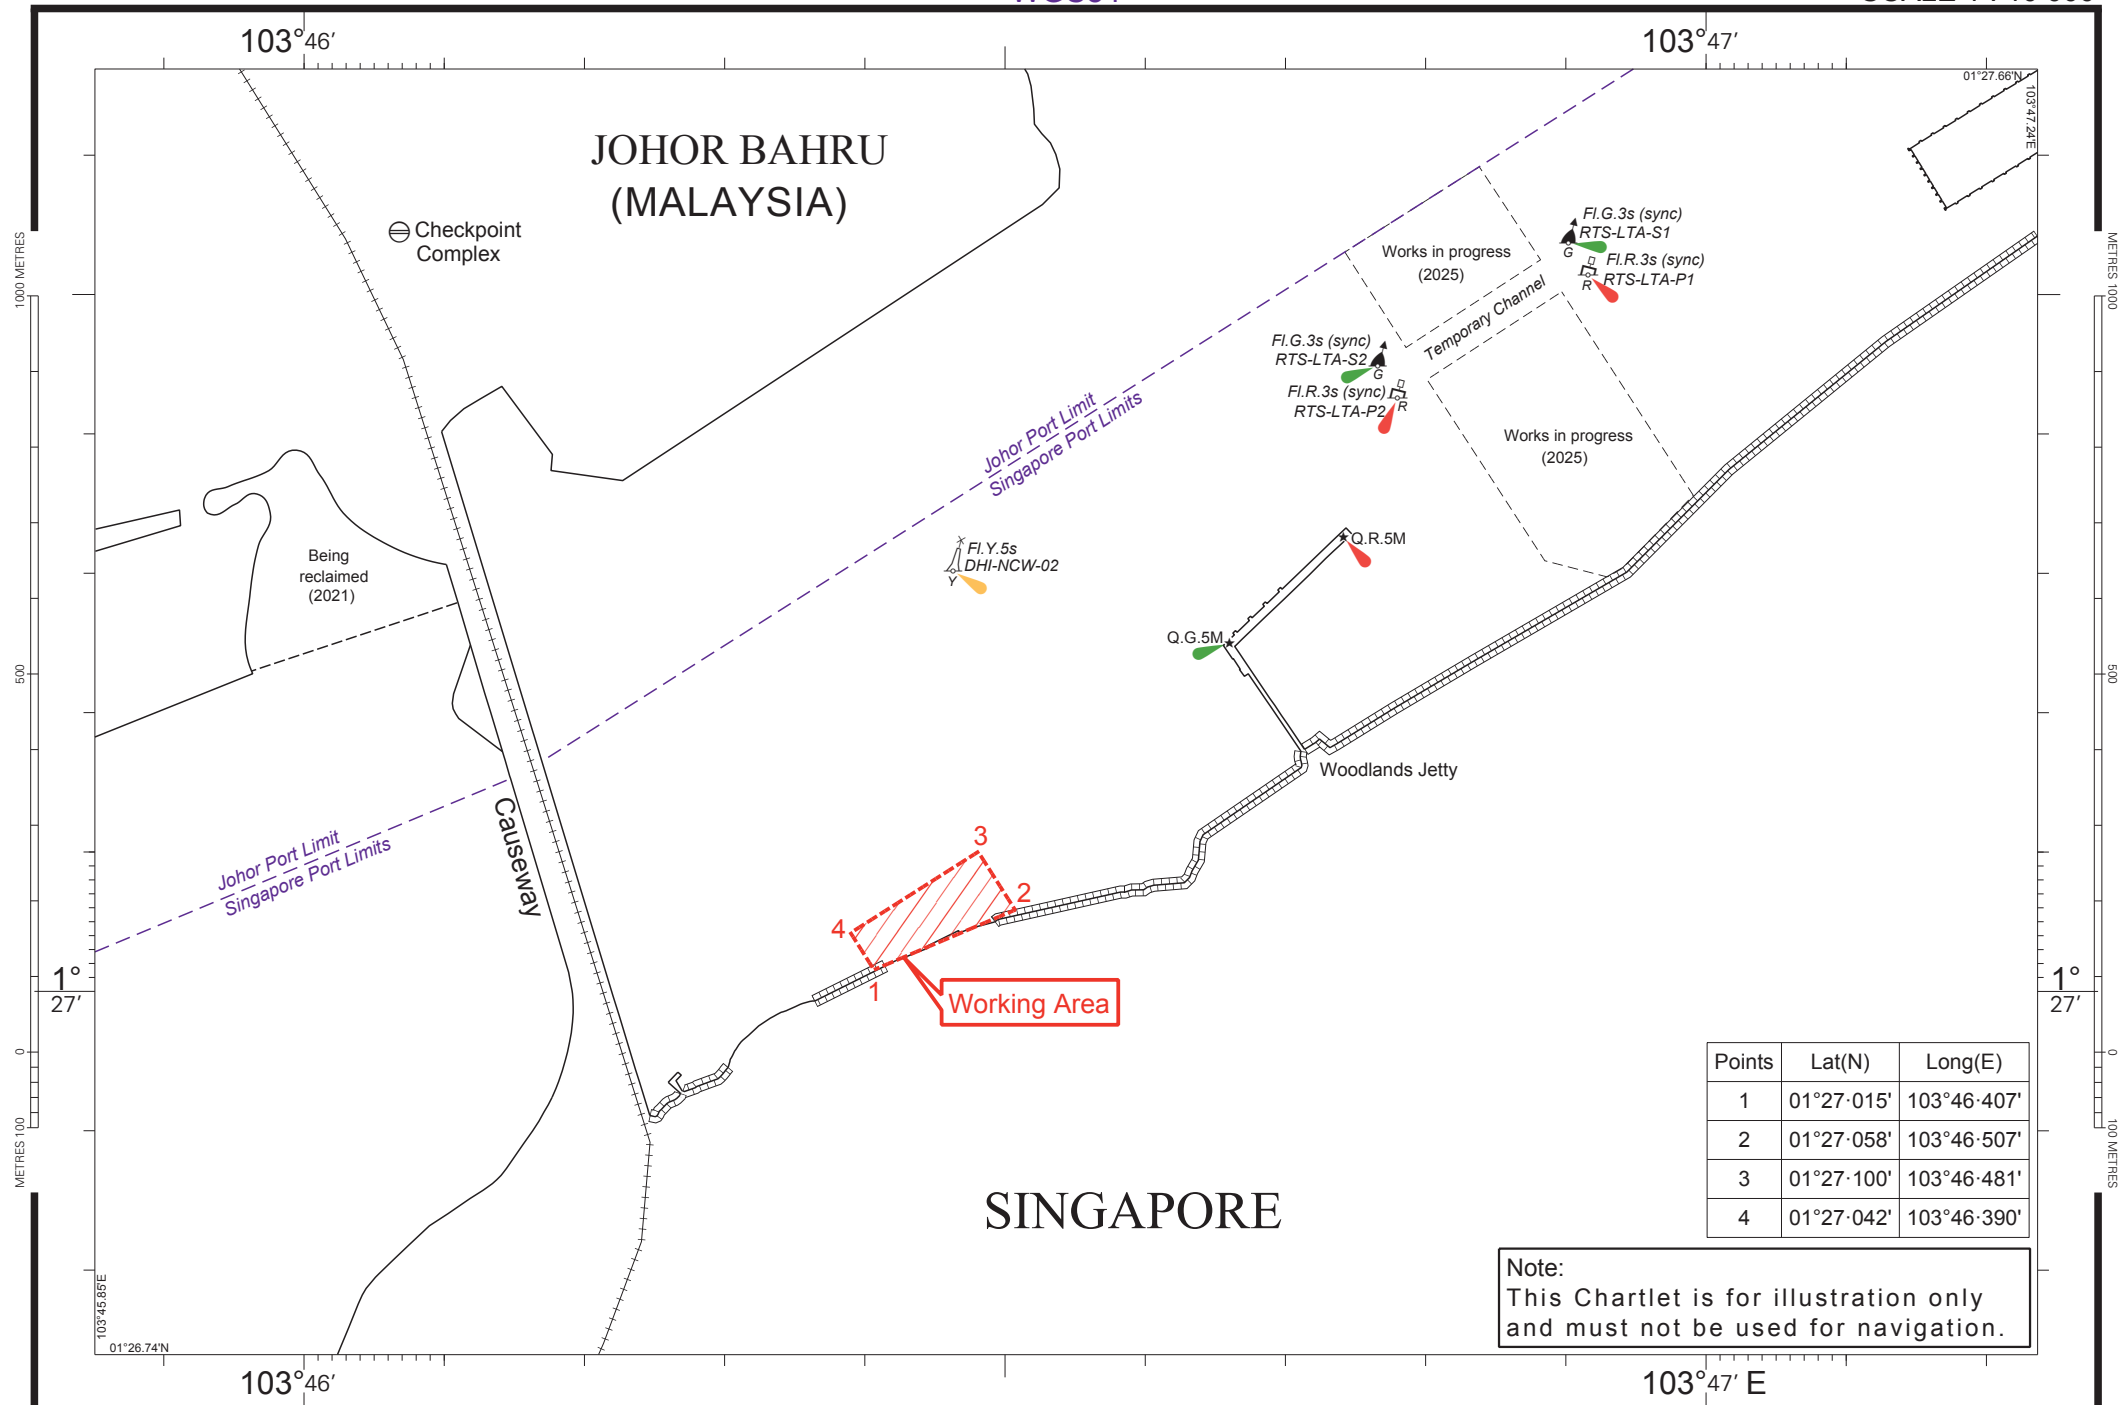 103°46′
103°47′
01°27.66'N
103°47.24'E
JOHOR BAHRU
(MALAYSIA)
Checkpoint
Complex
Fl.G.3s (sync)
RTS-LTA-S1
G
Fl.R.3s (sync)
RTS-LTA-P1
R
Works in progress
(2025)
Temporary Channel
Fl.G.3s (sync)
RTS-LTA-S2
G
Fl.R.3s (sync)
RTS-LTA-P2
R
Works in progress
(2025)
Johor Port Limit
Singapore Port Limits
Being
reclaimed
(2021)
Fl.Y.5s
DHI-NCW-02
Y
Q.R.5M
Q.G.5M
Woodlands Jetty
Causeway
Johor Port Limit
Singapore Port Limits
3
2
4
1
Working Area
1°
27′
1°
27′
1000 METRES
500
0
METRES 100
METRES 1000
500
0
100 METRES
SINGAPORE
Points Lat(N) Long(E)
1 01°27·015' 103°46·407'
2 01°27·058' 103°46·507'
3 01°27·100' 103°46·481'
4 01°27·042' 103°46·390'
Note:
This Chartlet is for illustration only
and must not be used for navigation.
103°45.85'E
01°26.74'N
103°46′
103°47′ E